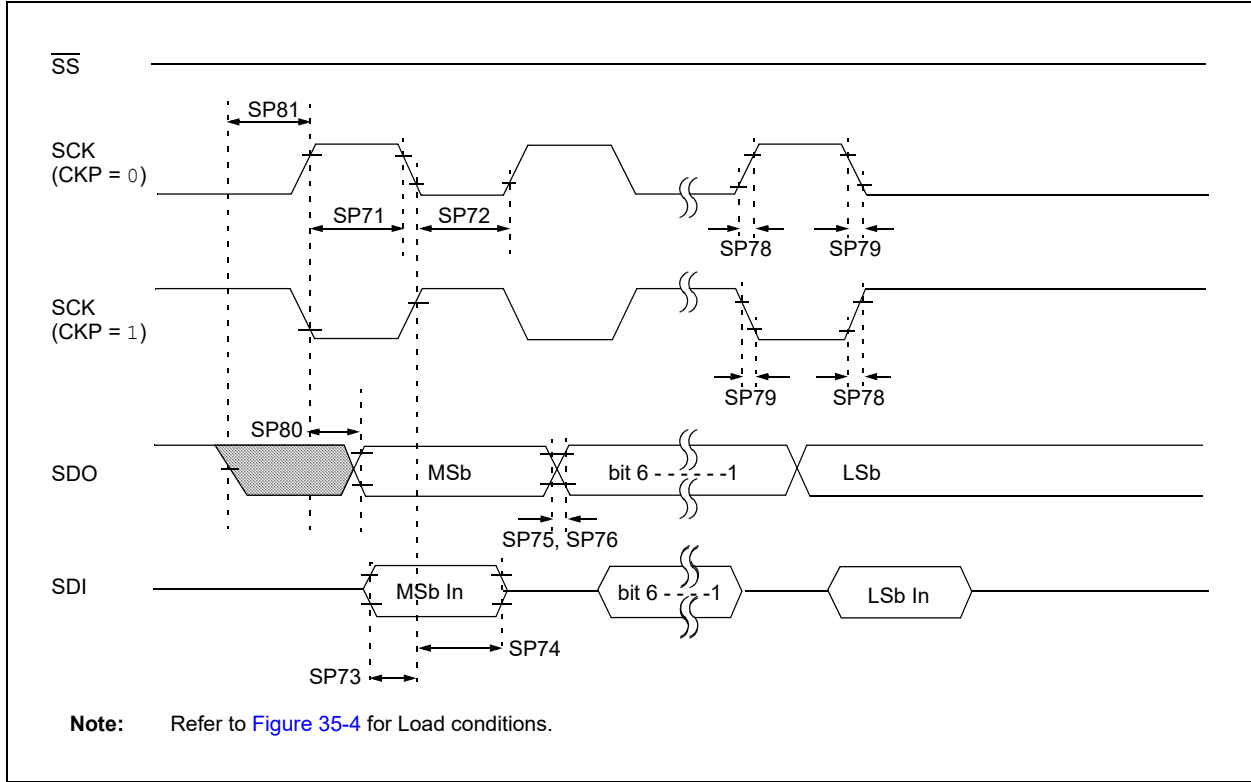 SS
SP81
SCK
(CKP = 0)
SP71
SP72
SP78
SP79
SCK
(CKP = 1)
SP79
SP78
SP80
SDO
MSb
bit 6 - - - - - - -1
LSb
SP75, SP76
SDI
MSb In
bit 6 - - - - -1
LSb In
SP74
SP73
Note: Refer to Figure 35-4 for Load conditions.